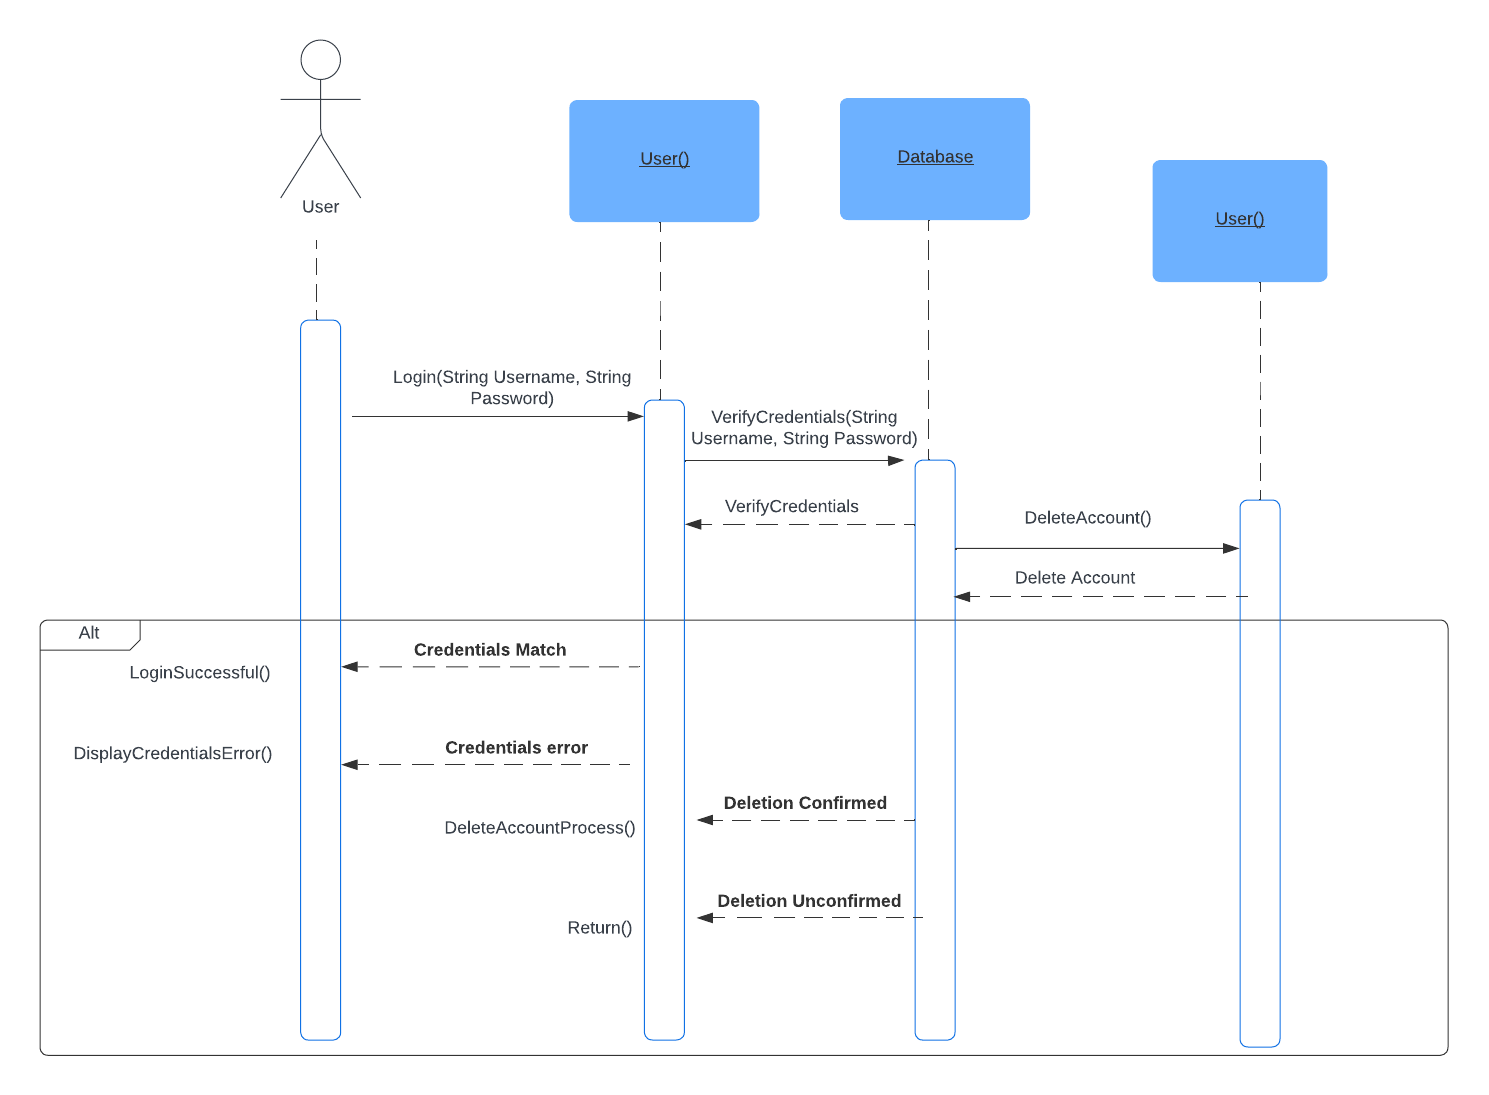 User
User()
Database
User()
Login(String Username, String
Password)
VerifyCredentials(String
Username, String Password)
VerifyCredentials
DeleteAccount()
Delete Account
Alt
Credentials Match
LoginSuccessful()
Credentials error
DisplayCredentialsError()
Deletion Confirmed
DeleteAccountProcess()
Deletion Unconfirmed
Return()